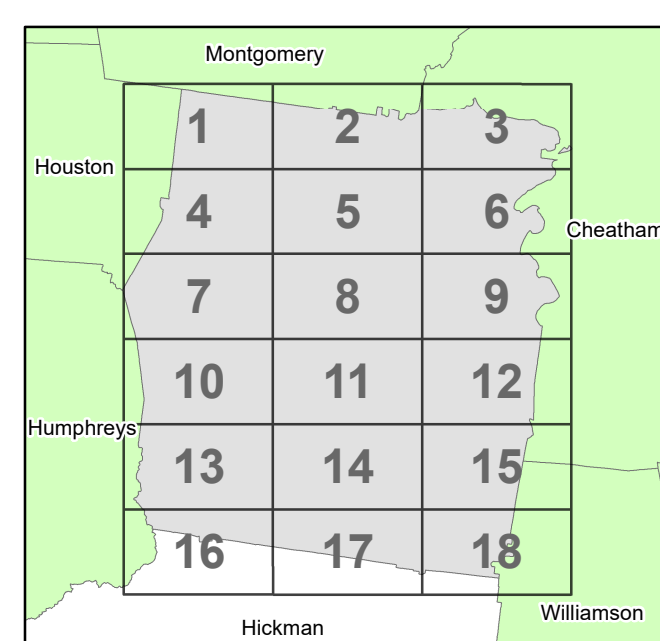 Montgomery
1 2 3
Houston
4 5 6
Cheatham
7 8 9
10 11 12
Humphreys
13 14 15
16 17 18
Williamson
Hickman